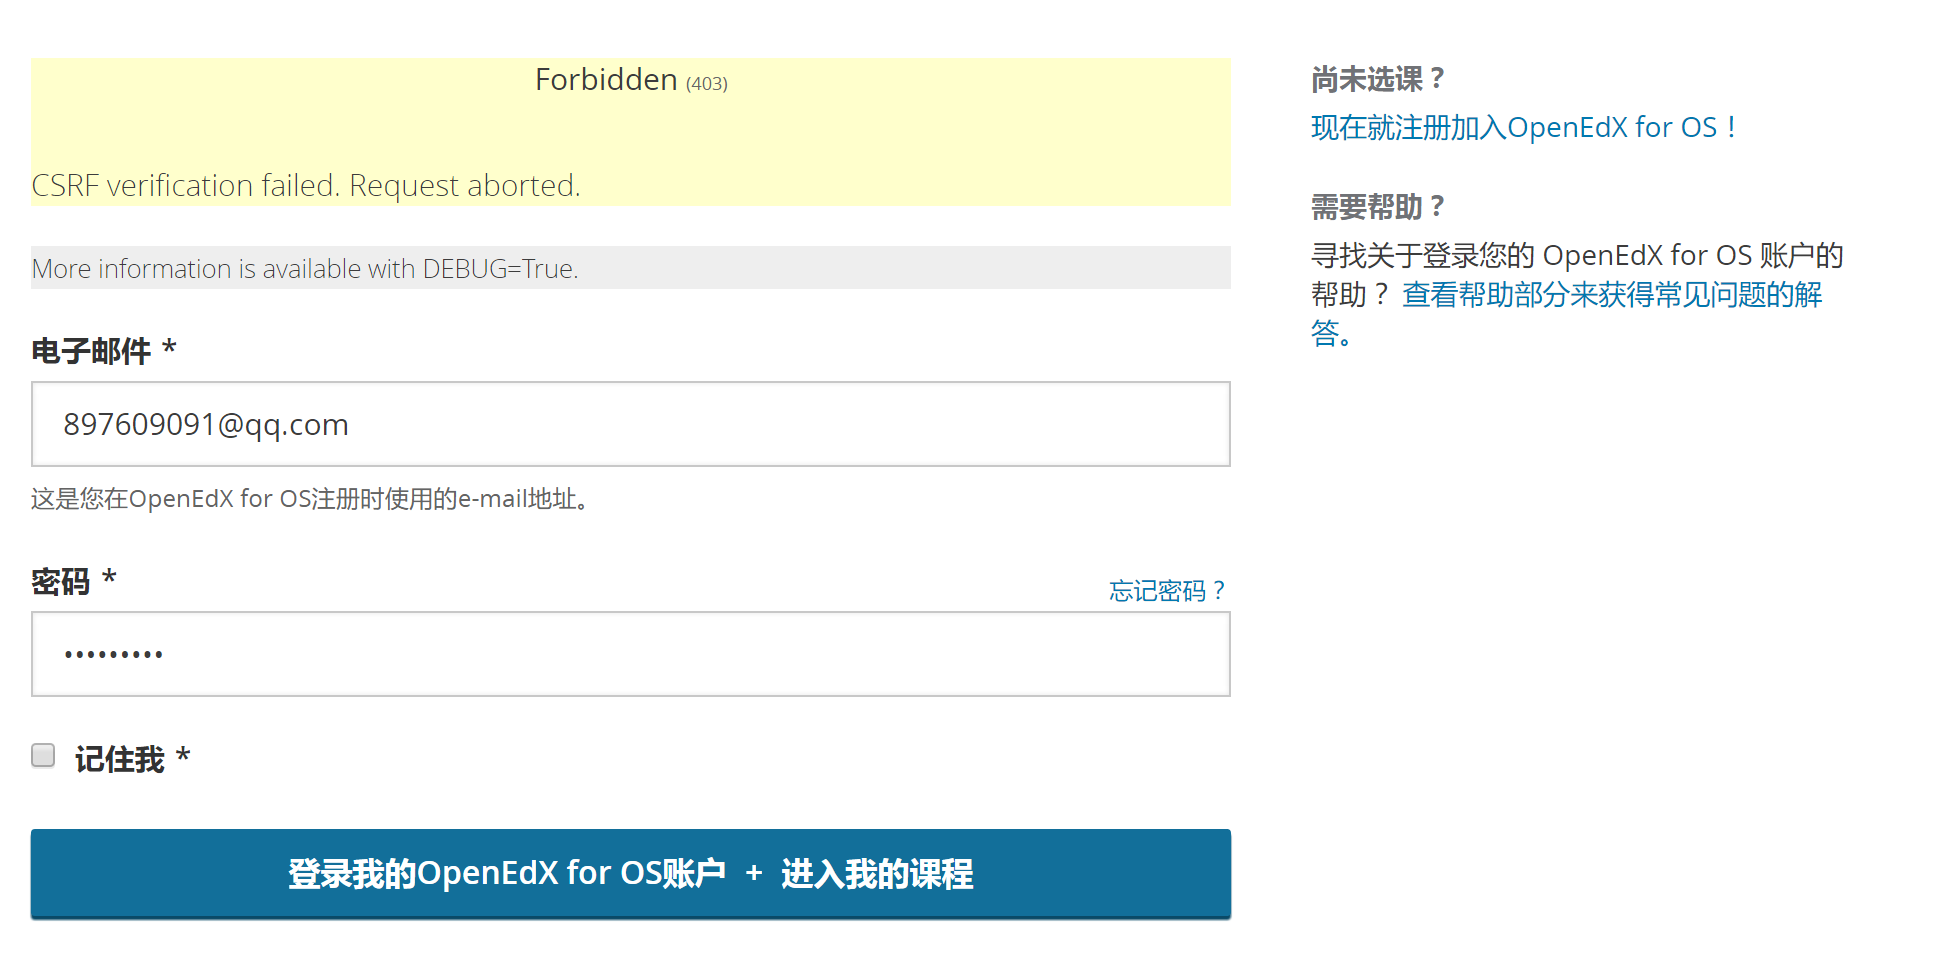 Forbidden (403)
CSRF verification failed. Request aborted.
More information is available with DEBUG=True.
电子邮件 *
897609091@qq.com
这是您在OpenEdX for OS注册时使用的e-mail地址。
密码 *
忘记密码？
•••••••••
记住我 *
登录我的OpenEdX for OS账户 + 进入我的课程
尚未选课？
现在就注册加入OpenEdX for OS！
需要帮助？
寻找关于登录您的 OpenEdX for OS 账户的
帮助？ 查看帮助部分来获得常见问题的解
答。